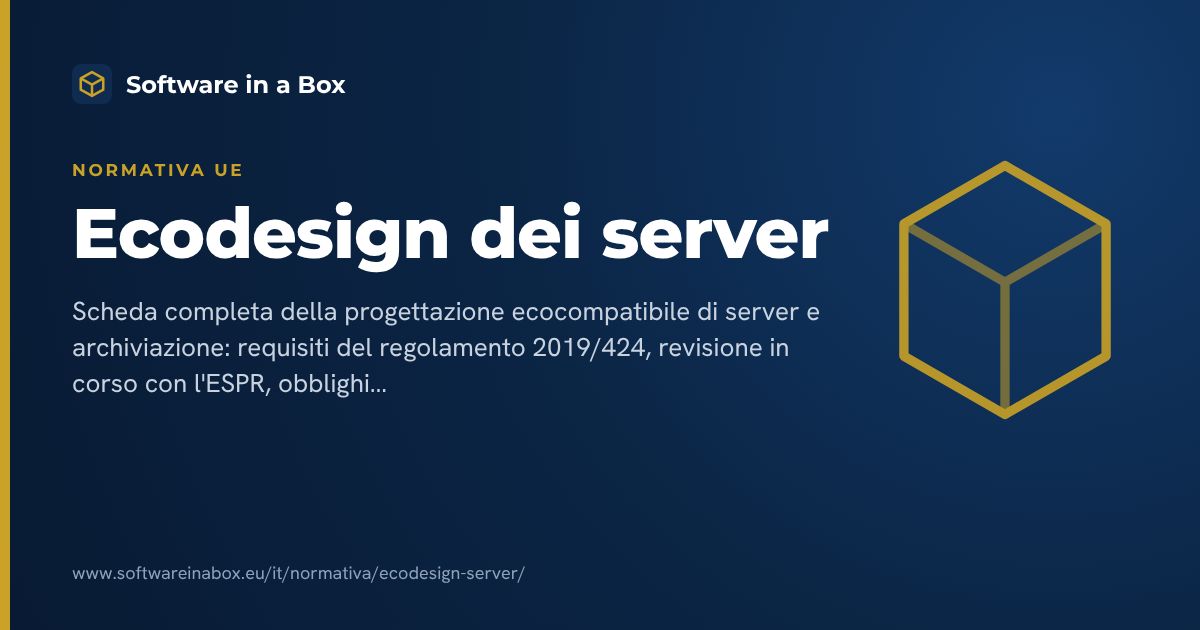 Software in a Box
NORMATIVA UE
Ecodesign dei server
Scheda completa della progettazione ecocompatibile di server e
archiviazione: requisiti del regolamento 2019/424, revisione in
corso con l'ESPR, obblighi…
www.softwareinabox.eu/it/normativa/ecodesign-server/